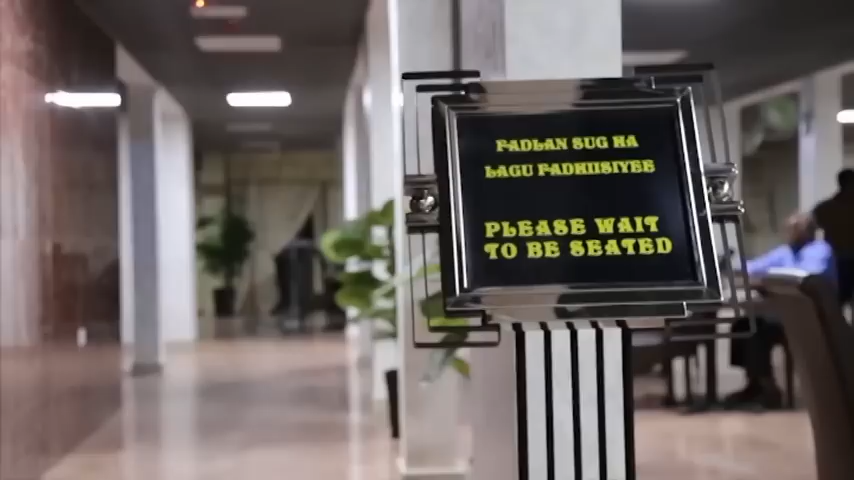 FADLAN SUG HA
LAGU FADHIISIYEE
PLEASE WAIT
TO BE SEATED